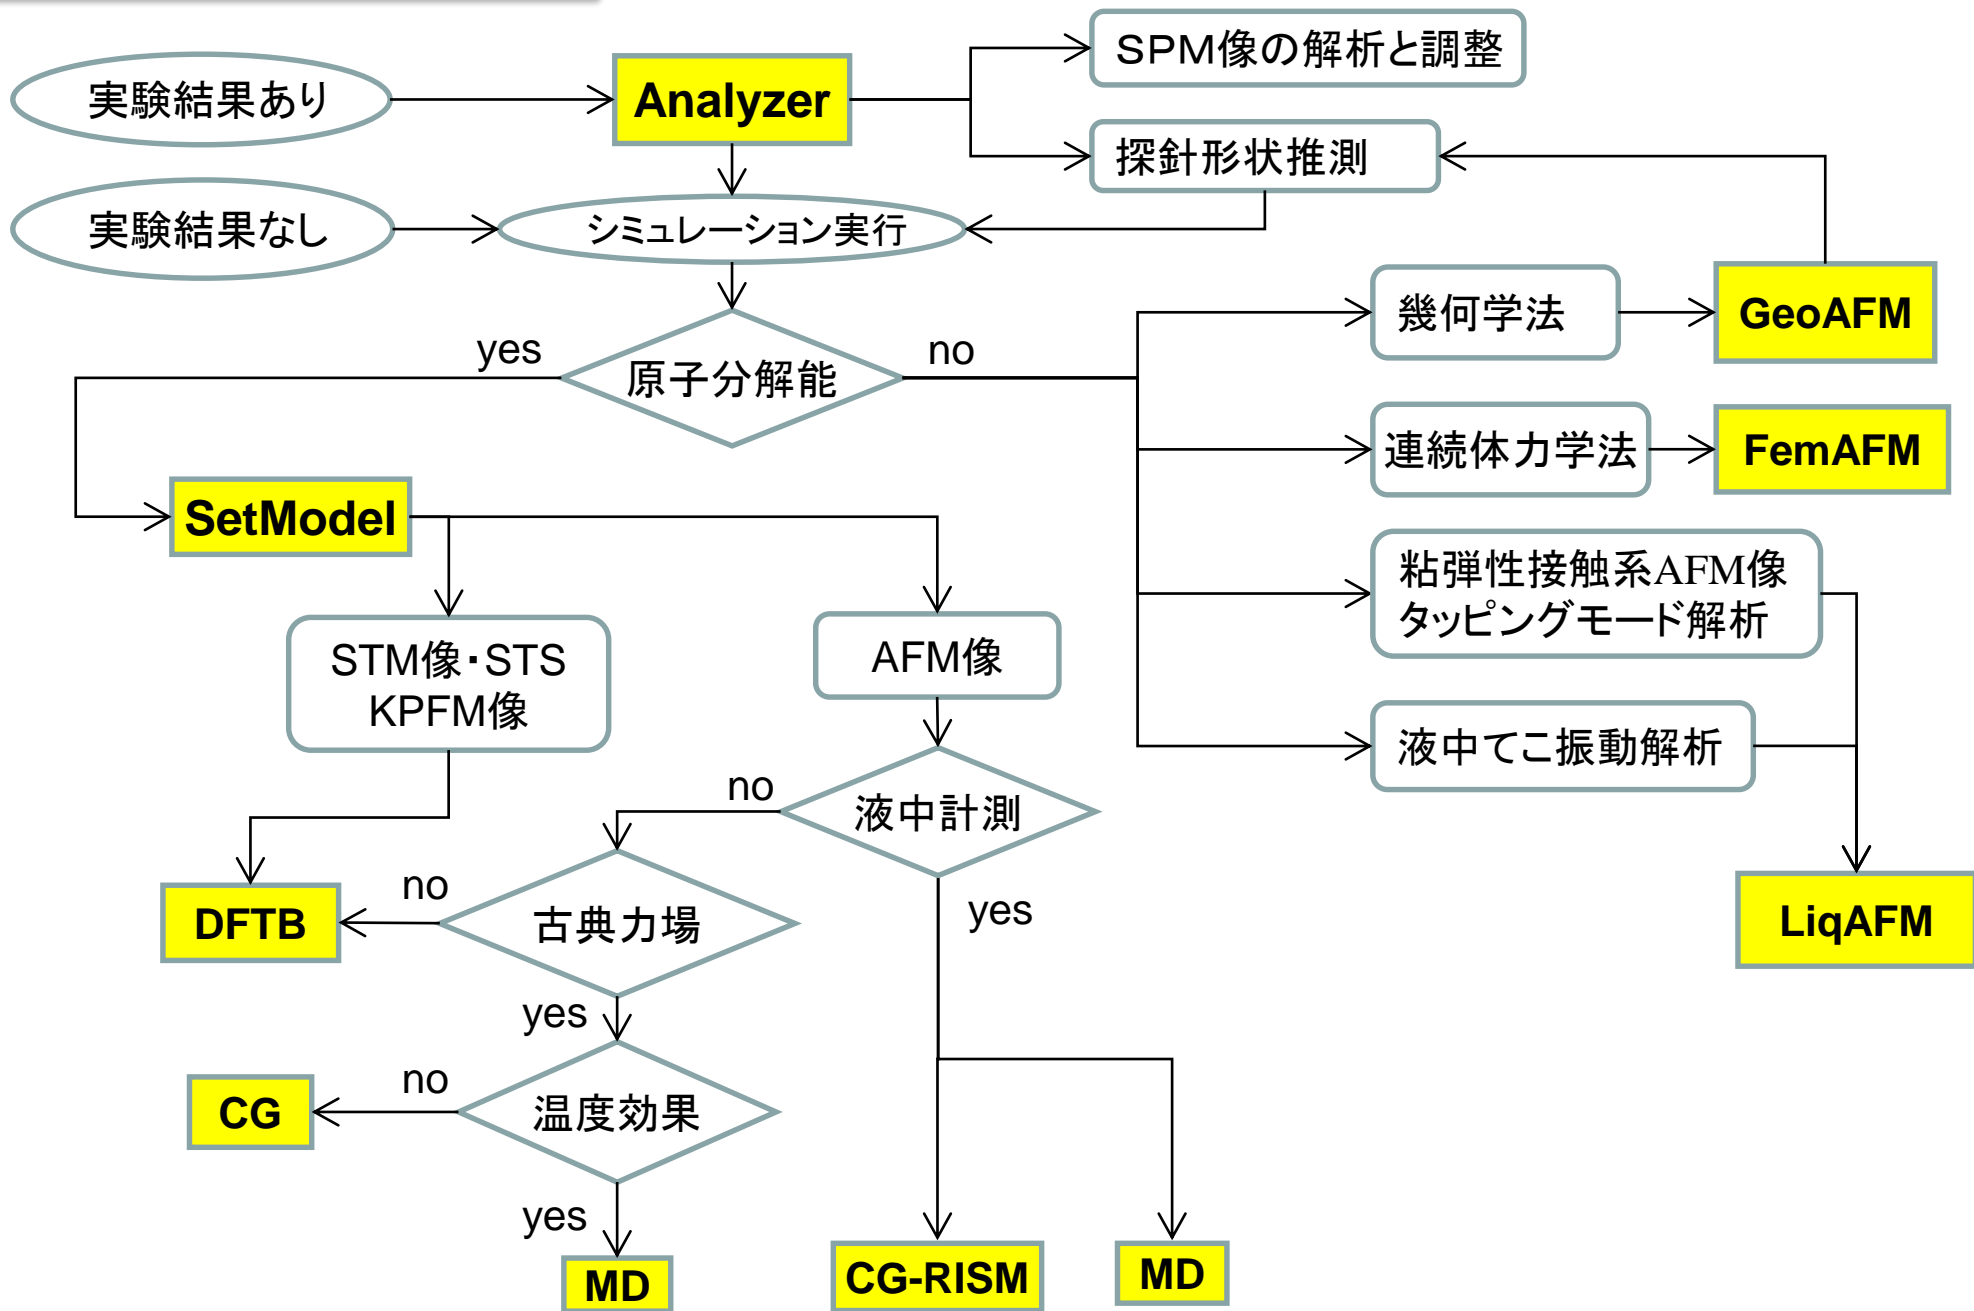 SPM像の解析と調整
実験結果あり
Analyzer
探針形状推測
実験結果なし
シミュレーション実行
幾何学法
GeoAFM
yes
no
原子分解能
連続体力学法
FemAFM
SetModel
粘弾性接触系AFM像
タッピングモード解析
STM像・STS
KPFM像
AFM像
液中てこ振動解析
no
液中計測
no
yes
DFTB
古典力場
LiqAFM
yes
no
CG
温度効果
yes
MD
CG-RISM
MD